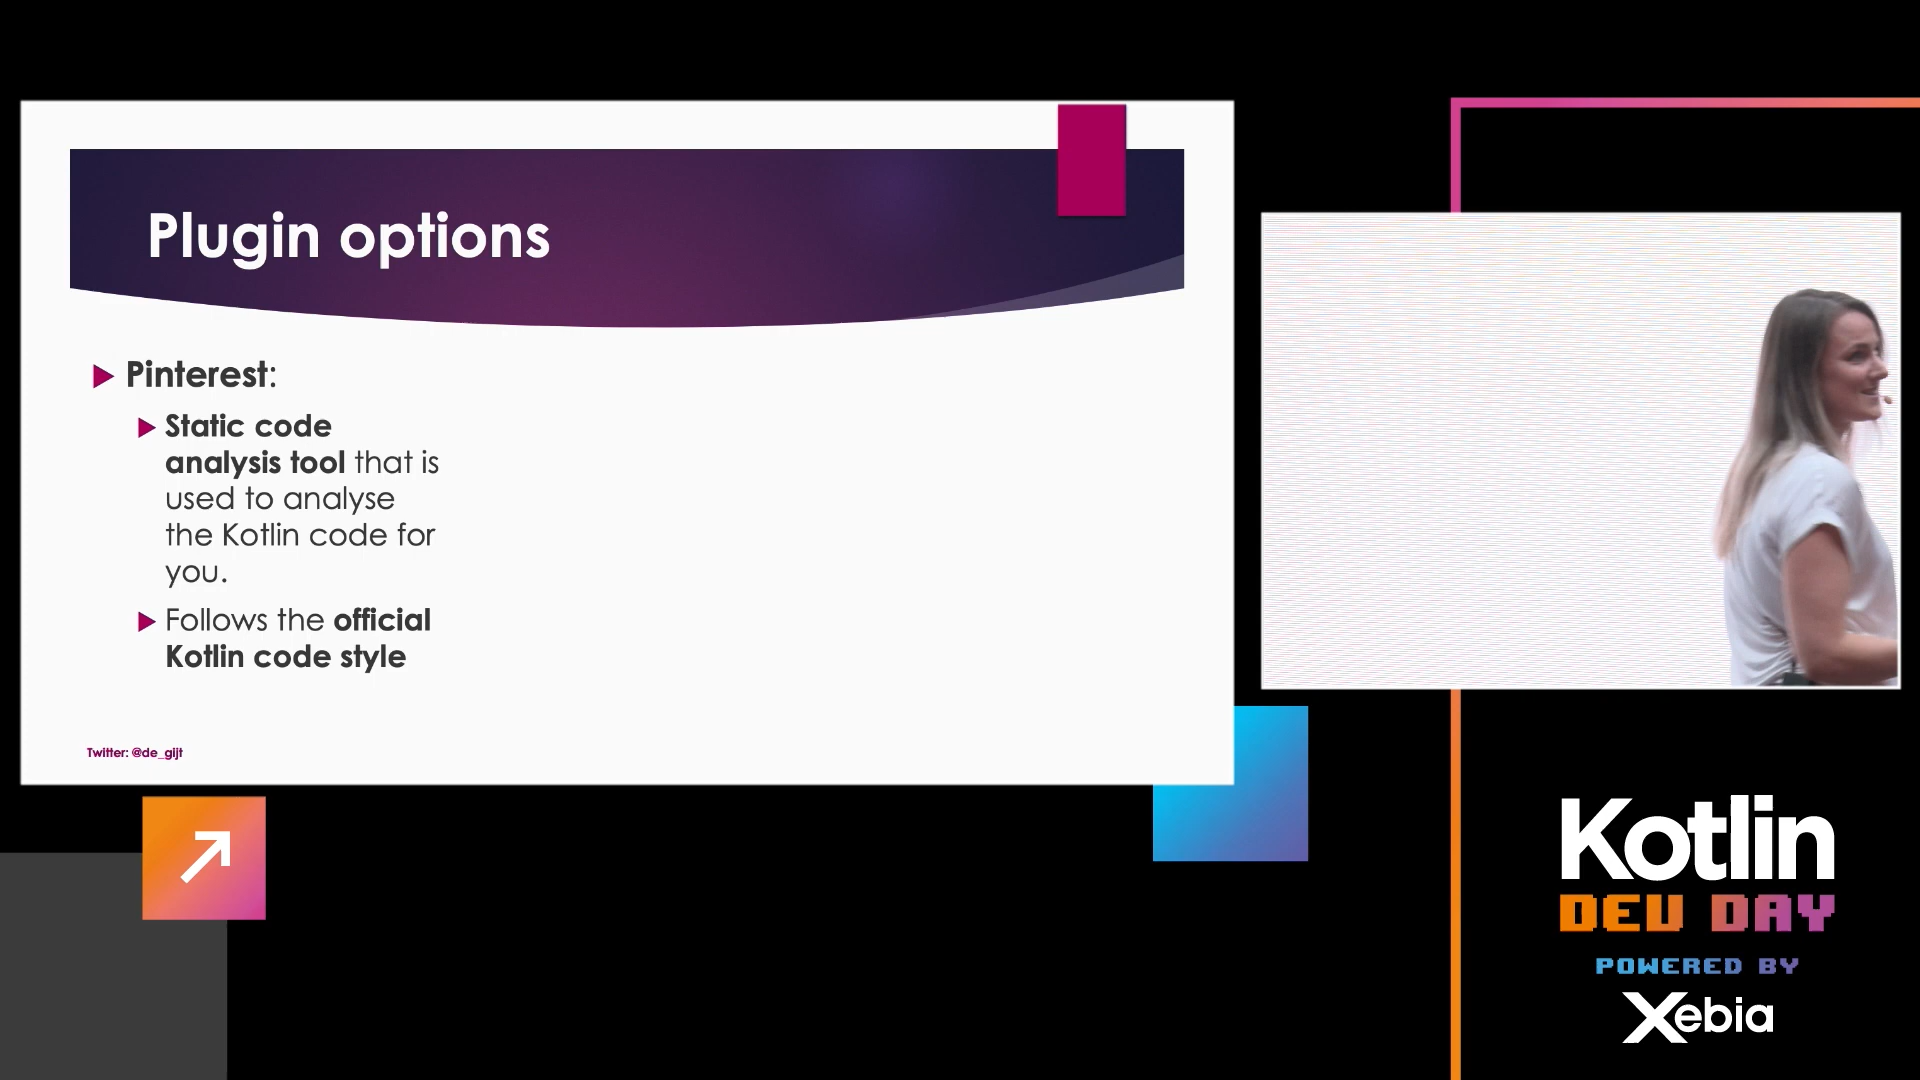 Plugin options
Pinterest:
Static code
analysis tool that is
used to analyse
the Kotlin code for
you.
Follows the official
Kotlin code style
Twitter: @de_gijt
Kotlin
DEV DAY
POWERED BY
Xebia